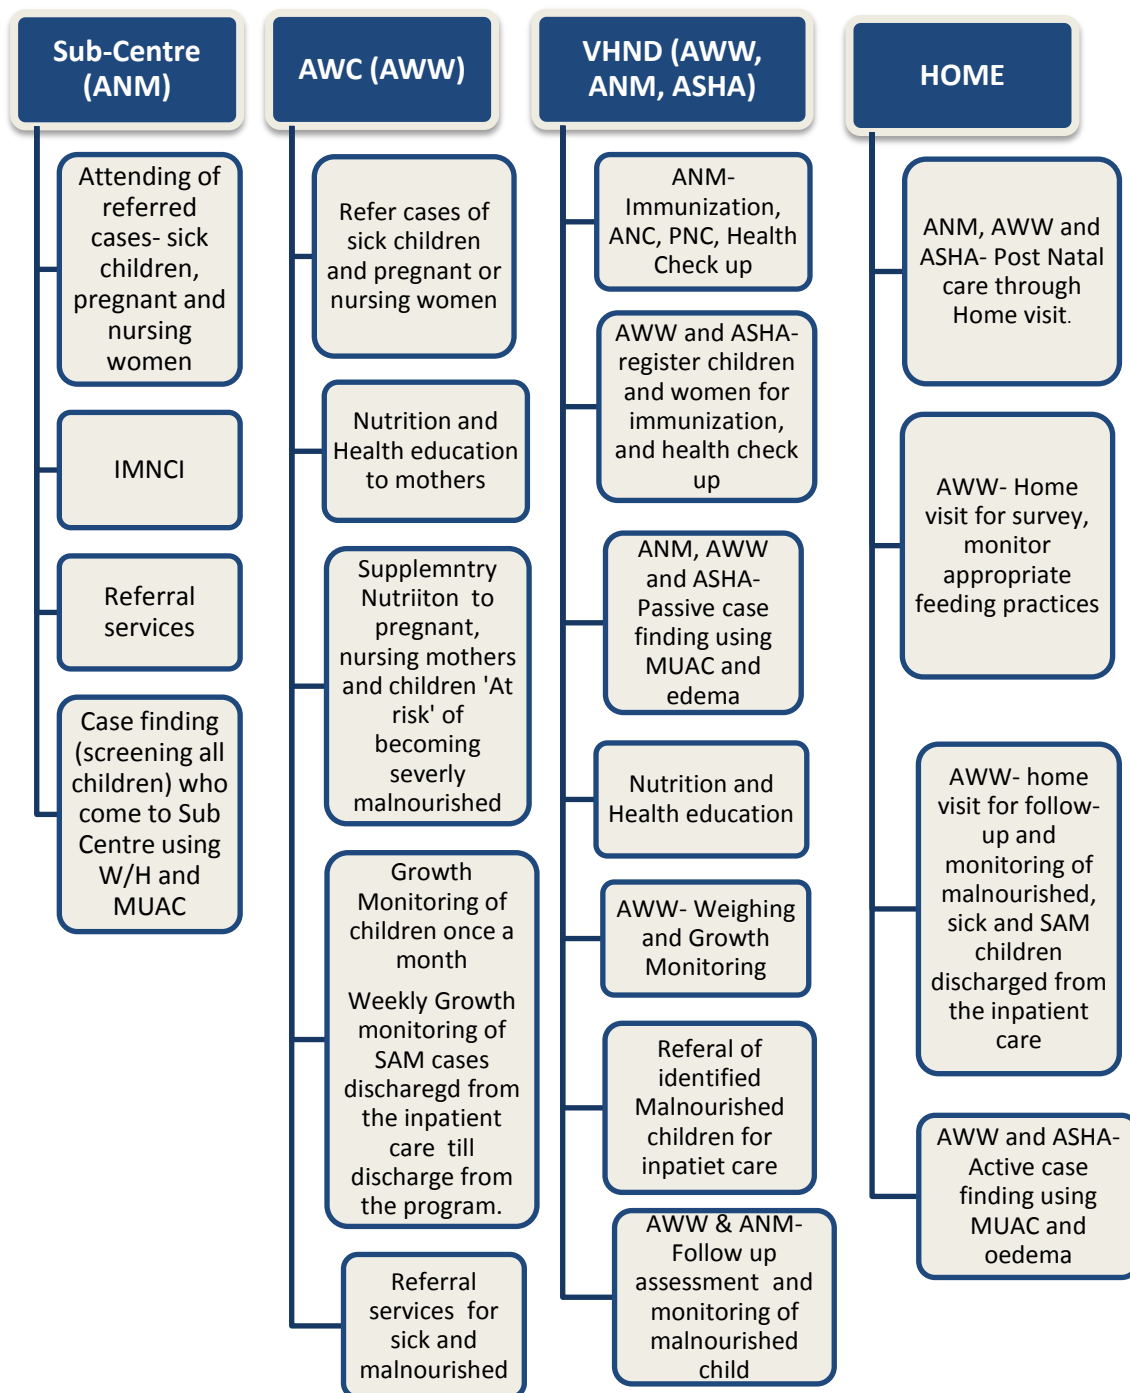 Sub-Centre
(ANM)
Attending of
referred
cases- sick
children,
pregnant and
nursing
women
IMNCI
Referral
services
Case finding
(screening all
children) who
come to Sub
Centre using
W/H and
MUAC
AWC (AWW)
Refer cases of
sick children
and pregnant or
nursing women
Nutrition and
Health education
to mothers
Supplemntry
Nutriiton to
pregnant,
nursing mothers
and children 'At
risk' of
becoming
severly
malnourished
Growth
Monitoring of
children once a
month
Weekly Growth
monitoring of
SAM cases
discharegd from
the inpatient
care till
discharge from
the program.
Referral
services for
sick and
malnourished
VHND (AWW,
ANM, ASHA)
ANM-
Immunization,
ANC, PNC, Health
Check up
AWW and ASHA-
register children
and women for
immunization,
and health check
up
ANM, AWW
and ASHA-
Passive case
finding using
MUAC and
edema
Nutrition and
Health education
AWW- Weighing
and Growth
Monitoring
Referal of
identified
Malnourished
children for
inpatiet care
AWW & ANM-
Follow up
assessment and
monitoring of
malnourished
child
HOME
ANM, AWW and
ASHA- Post Natal
care through
Home visit.
AWW- Home
visit for survey,
monitor
appropriate
feeding practices
AWW- home
visit for follow-
up and
monitoring of
malnourished,
sick and SAM
children
discharged from
the inpatient
care
AWW and ASHA-
Active case
finding using
MUAC and
oedema